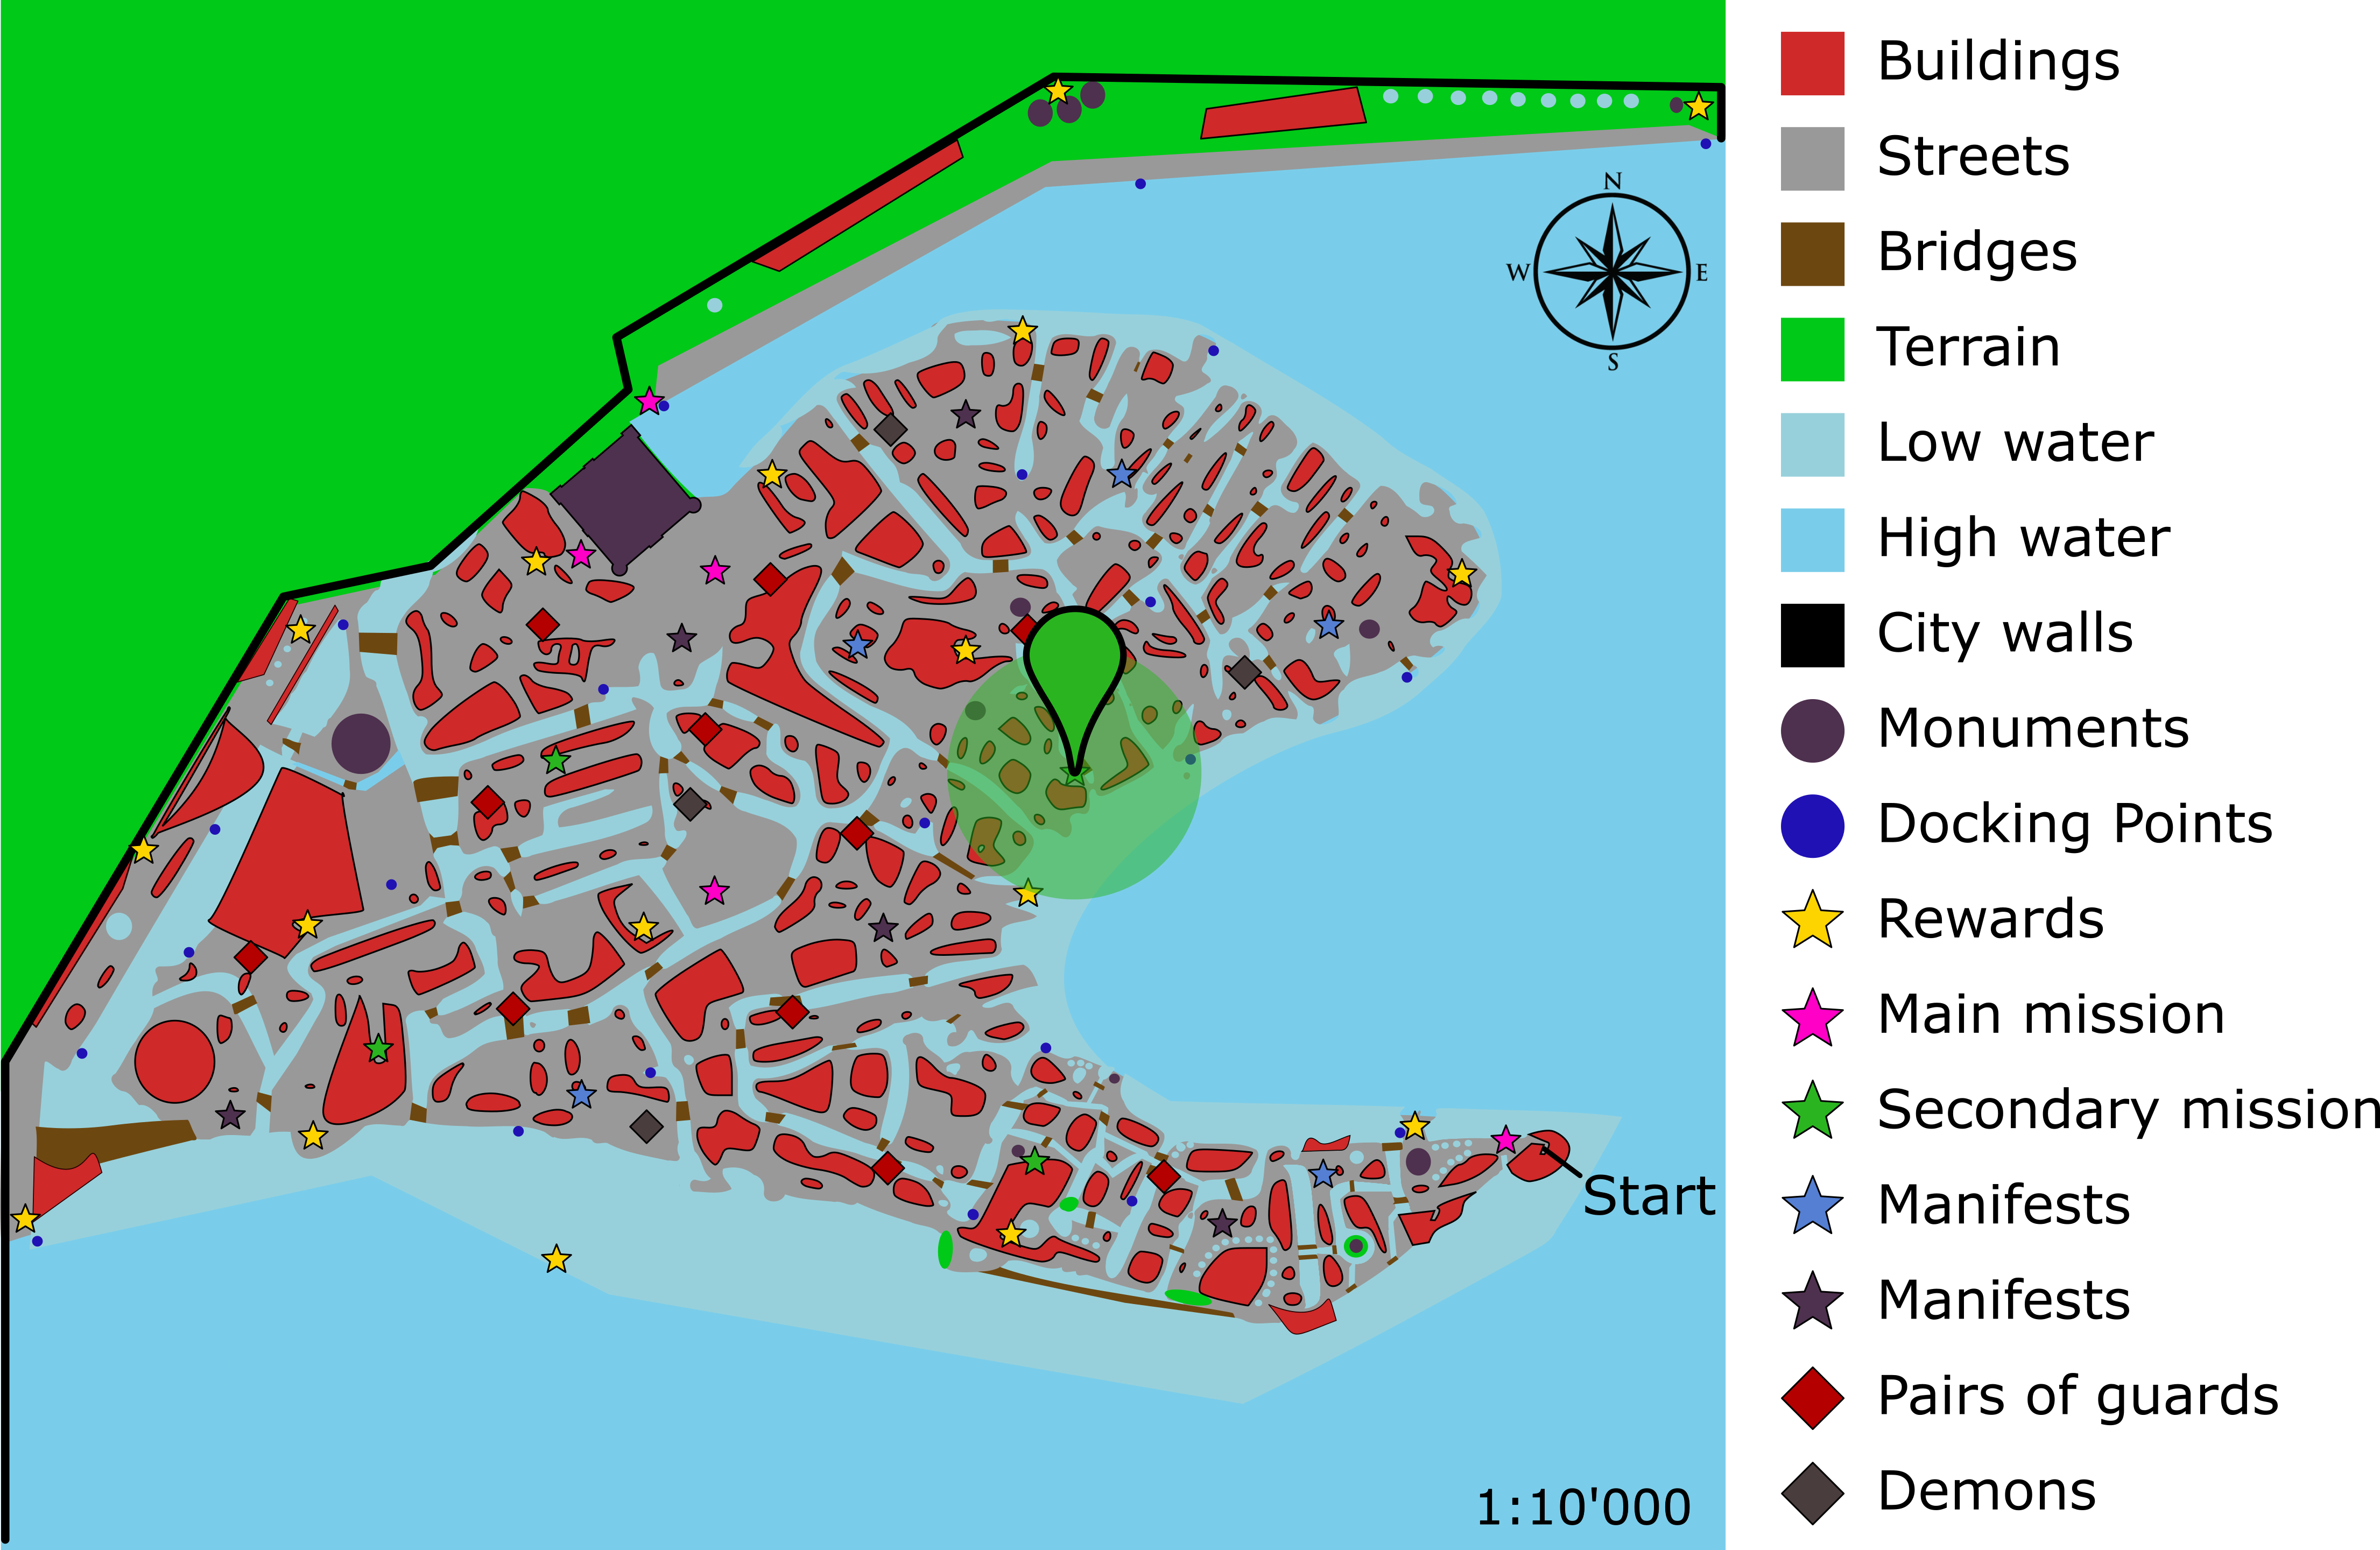 Buildings
Streets
Bridges
Terrain
Low water
High water
City walls
Monuments
Docking Points
Rewards
Main mission
Secondary mission
Manifests
Manifests
Pairs of guards
Demons
N
W E
S
Start
1:10'000